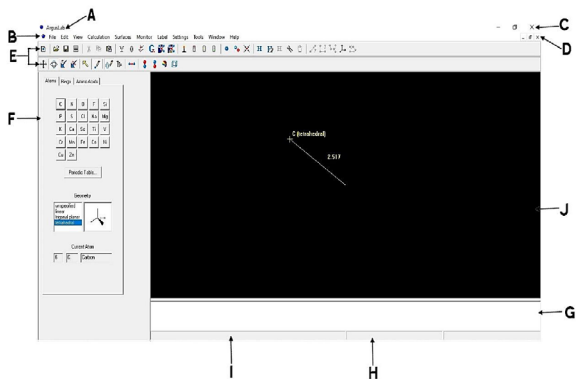 A
ArgusLab
C
B
File Edit View Calculation Surfaces Monitor Label Settings Tools Window Help
D
E
Atoms Rings Amino Acids
C N O F Si
F
P S Cl Na Mg
K Ca Sc Ti V
Cr Mn Fe Co Ni
Cu Zn
Periodic Table...
Geometry
unspecified
linear
trigonal planar
tetrahedral
Current Atom
6 C Carbon
C (tetrahedral)
2.517
J
G
I
H